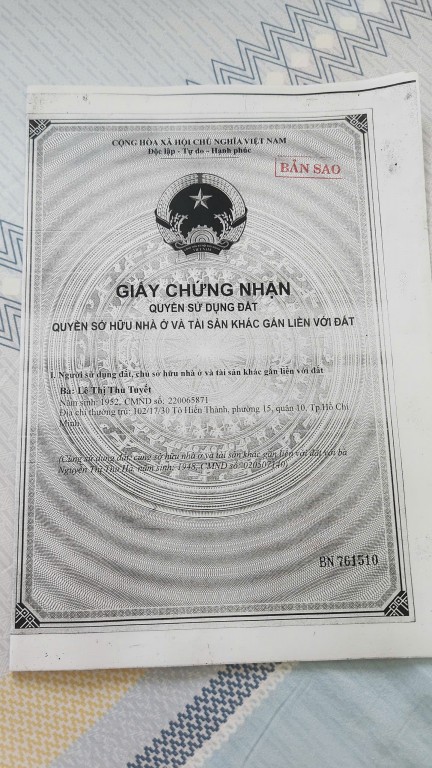 CỘNG HÒA XÃ HỘI CHỦ NGHĨA VIỆT NAM
Độc lập - Tự do - Hạnh phúc
BẢN SAO
GIẤY CHỨNG NHẬN
QUYỀN SỬ DỤNG ĐẤT
QUYỀN SỞ HỮU NHÀ Ở VÀ TÀI SẢN KHÁC GẮN LIỀN VỚI ĐẤT
I. Người sử dụng đất, chủ sở hữu nhà ở và tài sản khác gắn liền với đất
Bà: Lê Thị Thu Tuyết
Năm sinh: 1952, CMND số: 220065871
Địa chỉ thường trú: 102/17/30 Tô Hiến Thành, phường 15, quận 10, Tp.Hồ Chí
Minh.
(Cùng sử dụng đất, cùng sở hữu nhà ở và tài sản khác gắn liền với đất với bà
Nguyễn Thị Thu Hà, năm sinh: 1948, CMND số: 020507140)
BN 761510